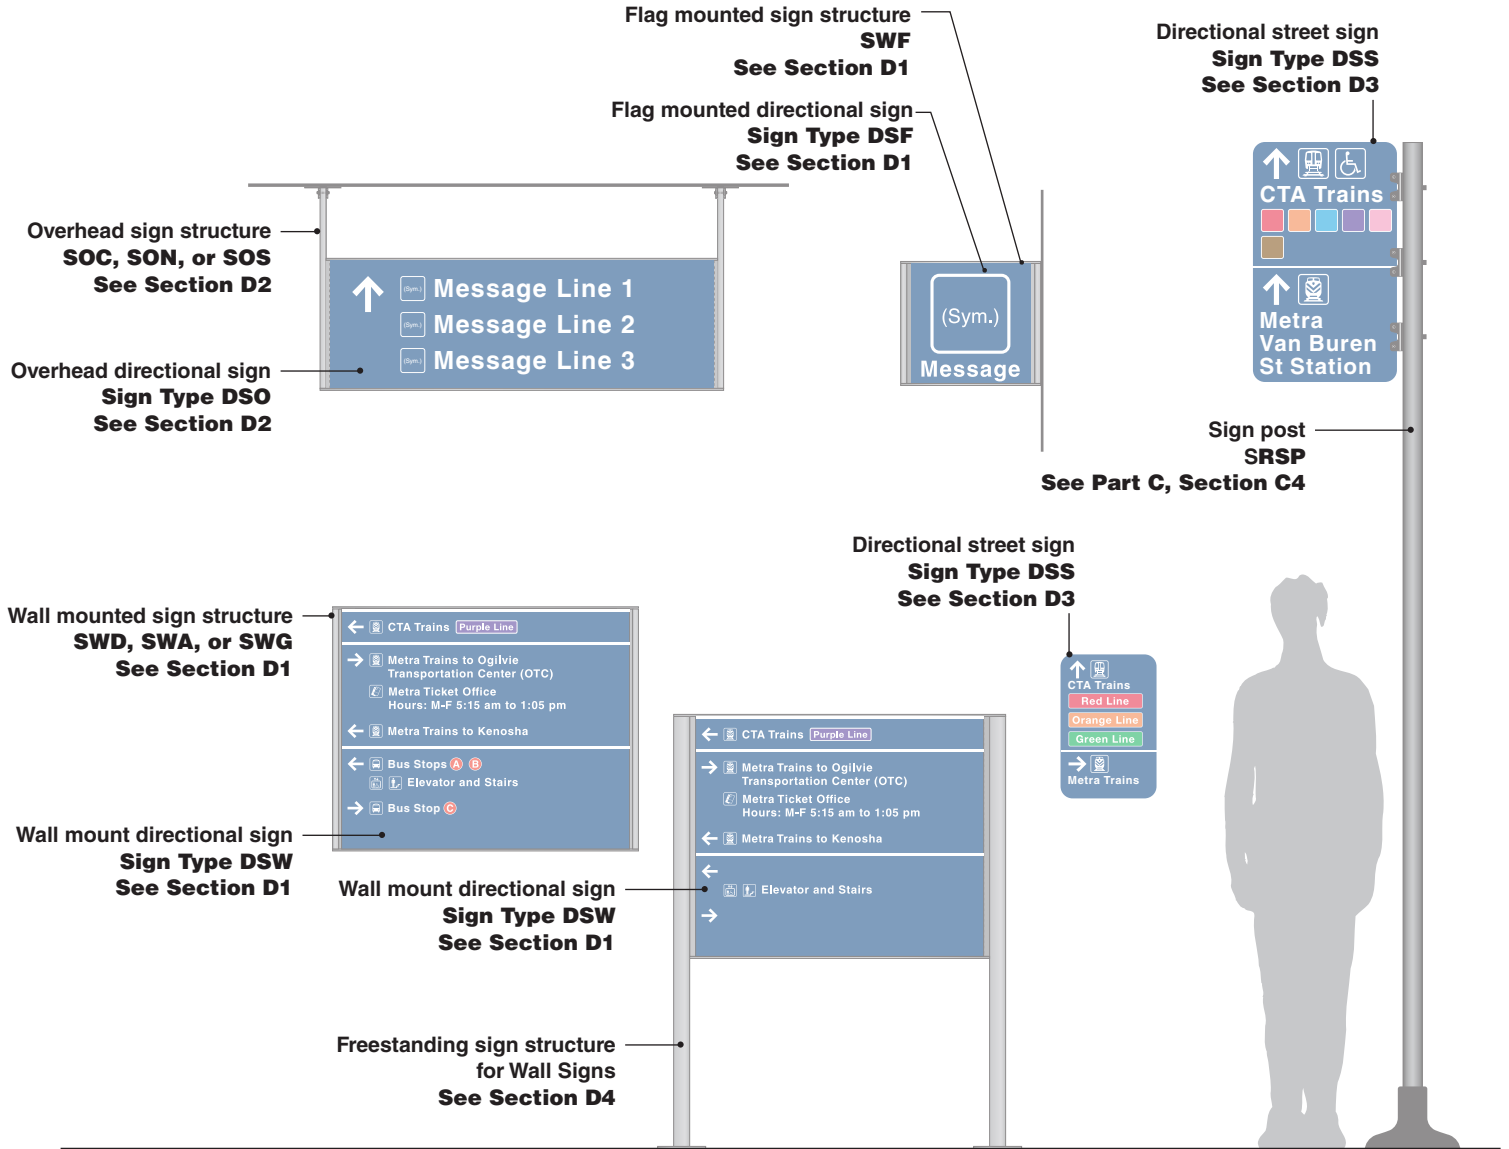 Flag mounted sign structure
SWF
See Section D1
Flag mounted directional sign
Sign Type DSF
See Section D1
Directional street sign
Sign Type DSS
See Section D3
Overhead sign structure
SOC, SON, or SOS
See Section D2
Overhead directional sign
Sign Type DSO
See Section D2
(Sym.) Message Line 1
(Sym.) Message Line 2
(Sym.) Message Line 3
(Sym.)
Message
CTA Trains
Metra
Van Buren
St Station
Sign post
SRSP
See Part C, Section C4
Directional street sign
Sign Type DSS
See Section D3
CTA Trains
Red Line
Orange Line
Green Line
Metra Trains
Wall mounted sign structure
SWD, SWA, or SWG
See Section D1
Wall mount directional sign
Sign Type DSW
See Section D1
CTA Trains Purple Line
Metra Trains to Ogilvie
Transportation Center (OTC)
Metra Ticket Office
Hours: M-F 5:15 am to 1:05 pm
Metra Trains to Kenosha
Bus Stops A B
Elevator and Stairs
Bus Stop C
Wall mount directional sign
Sign Type DSW
See Section D1
Freestanding sign structure
for Wall Signs
See Section D4
CTA Trains Purple Line
Metra Trains to Ogilvie
Transportation Center (OTC)
Metra Ticket Office
Hours: M-F 5:15 am to 1:05 pm
Metra Trains to Kenosha
Elevator and Stairs